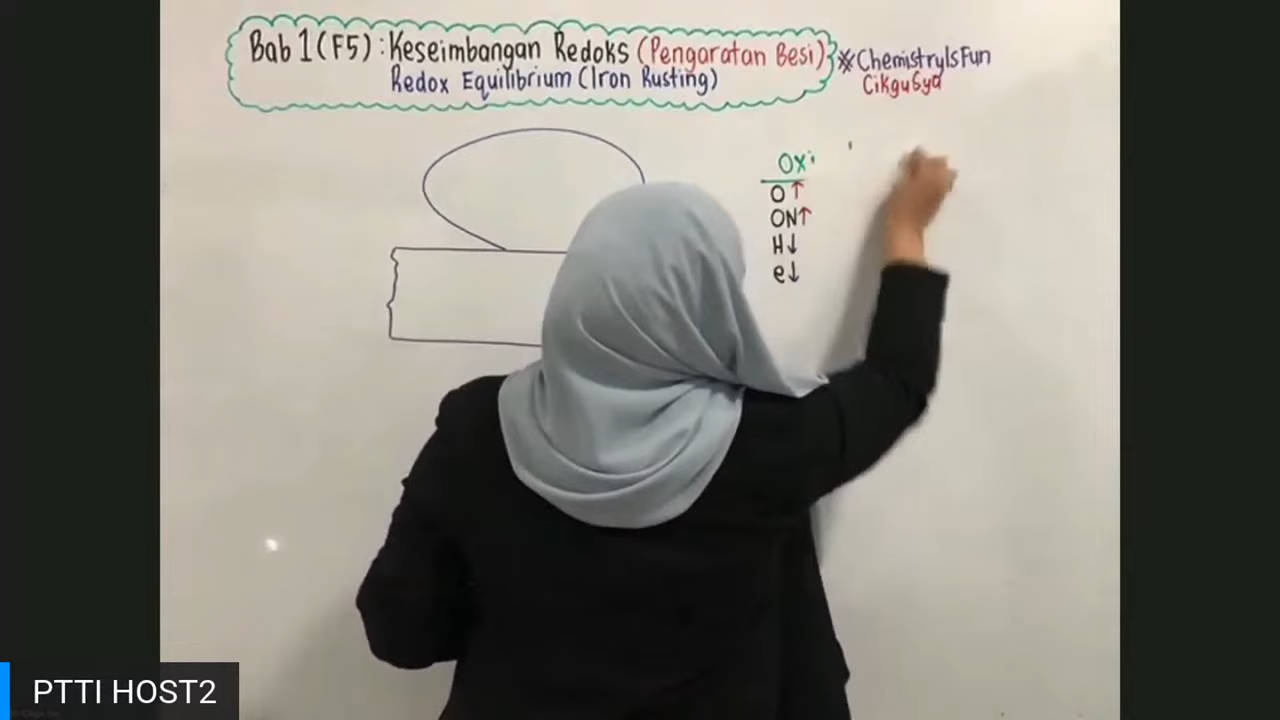 Bab 1 (F5) : Keseimbangan Redoks (Pengaratan Besi)
Redox Equilibrium (Iron Rusting)
*ChemistryIsFun
CikguSya
OX
O↑
ON↑
H↓
e↓
PTTI HOST2